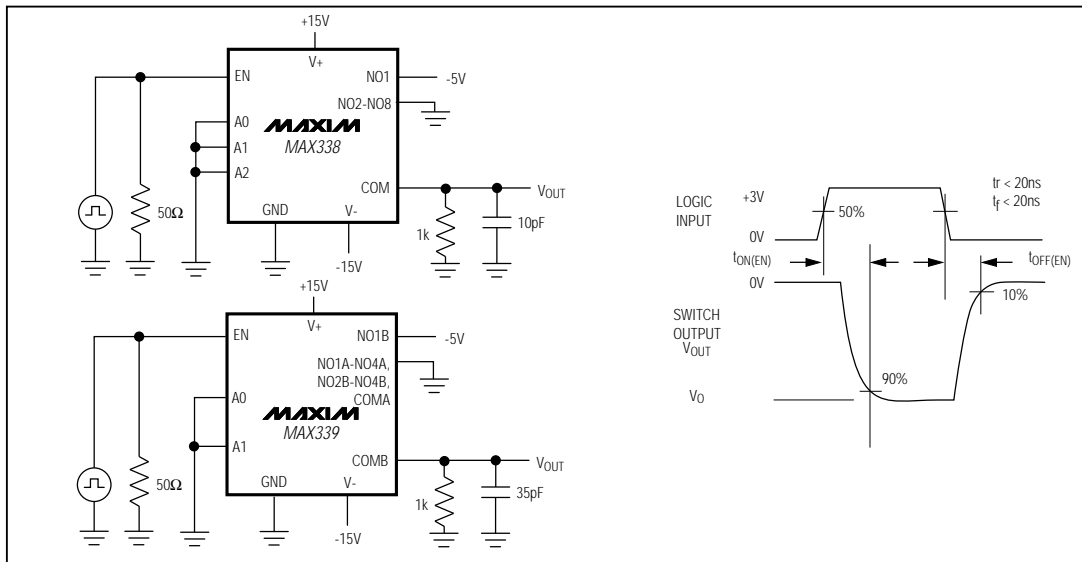 +15V
V+
EN
NO1
-5V
NO2-NO8
A0
MAXIM
A1
MAX338
A2
COM
VOUT
50Ω
GND
V-
1k
10pF
-15V
+15V
V+
EN
NO1B
-5V
NO1A-NO4A,
NO2B-NO4B,
COMA
A0
MAXIM
A1
MAX339
COMB
VOUT
50Ω
GND
V-
1k
35pF
-15V
LOGIC
INPUT
+3V
50%
tr < 20ns
tf < 20ns
0V
tON(EN)
tOFF(EN)
0V
10%
SWITCH
OUTPUT
VOUT
90%
VO